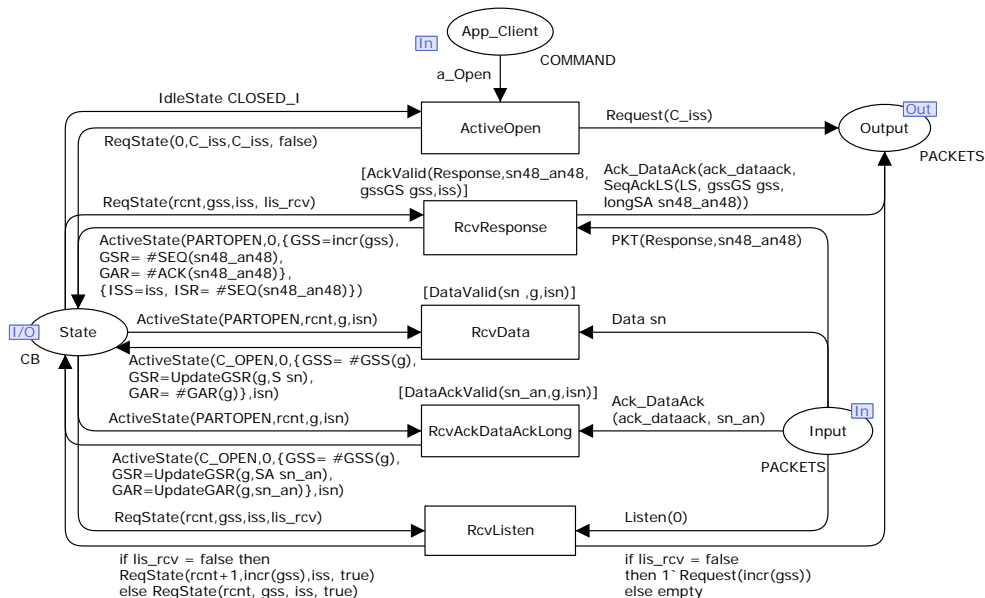 App_Client
In
COMMAND
a_Open
IdleState CLOSED_I
ActiveOpen
Request(C_iss)
Out
Output
PACKETS
ReqState(0,C_iss,C_iss, false)
[AckValid(Response,sn48_an48,
gssGS gss,iss)]
Ack_DataAck(ack_dataack,
SeqAckLS(LS, gssGS gss,
longSA sn48_an48))
ReqState(rcnt,gss,iss, lis_rcv)
RcvResponse
ActiveState(PARTOPEN,0,{GSS=incr(gss),
GSR= #SEQ(sn48_an48),
GAR= #ACK(sn48_an48)},
{ISS=iss, ISR= #SEQ(sn48_an48)})
PKT(Response,sn48_an48)
[DataValid(sn ,g,isn)]
I/O
State
CB
ActiveState(PARTOPEN,rcnt,g,isn)
RcvData
Data sn
ActiveState(C_OPEN,0,{GSS= #GSS(g),
GSR=UpdateGSR(g,S sn),
GAR= #GAR(g)},isn)
[DataAckValid(sn_an,g,isn)]
Ack_DataAck
(ack_dataack, sn_an)
In
Input
PACKETS
ActiveState(PARTOPEN,rcnt,g,isn)
RcvAckDataAckLong
ActiveState(C_OPEN,0,{GSS= #GSS(g),
GSR=UpdateGSR(g,SA sn_an),
GAR=UpdateGAR(g,sn_an)},isn)
ReqState(rcnt,gss,iss,lis_rcv)
RcvListen
Listen(0)
if lis_rcv = false then
ReqState(rcnt+1,incr(gss),iss, true)
else ReqState(rcnt, gss, iss, true)
if lis_rcv = false
then 1`Request(incr(gss))
else empty